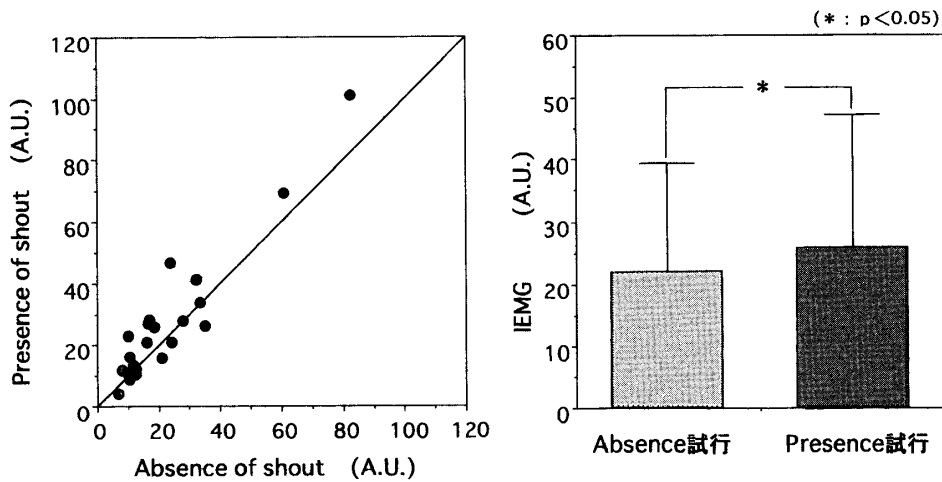 (* : p<0.05)
Presence of shout (A.U.)
120
100
80
60
40
20
0
0 20 40 60 80 100 120
Absence of shout (A.U.)
IEMG (A.U.)
60
50
40
30
20
10
0
*
Absence試行 Presence試行